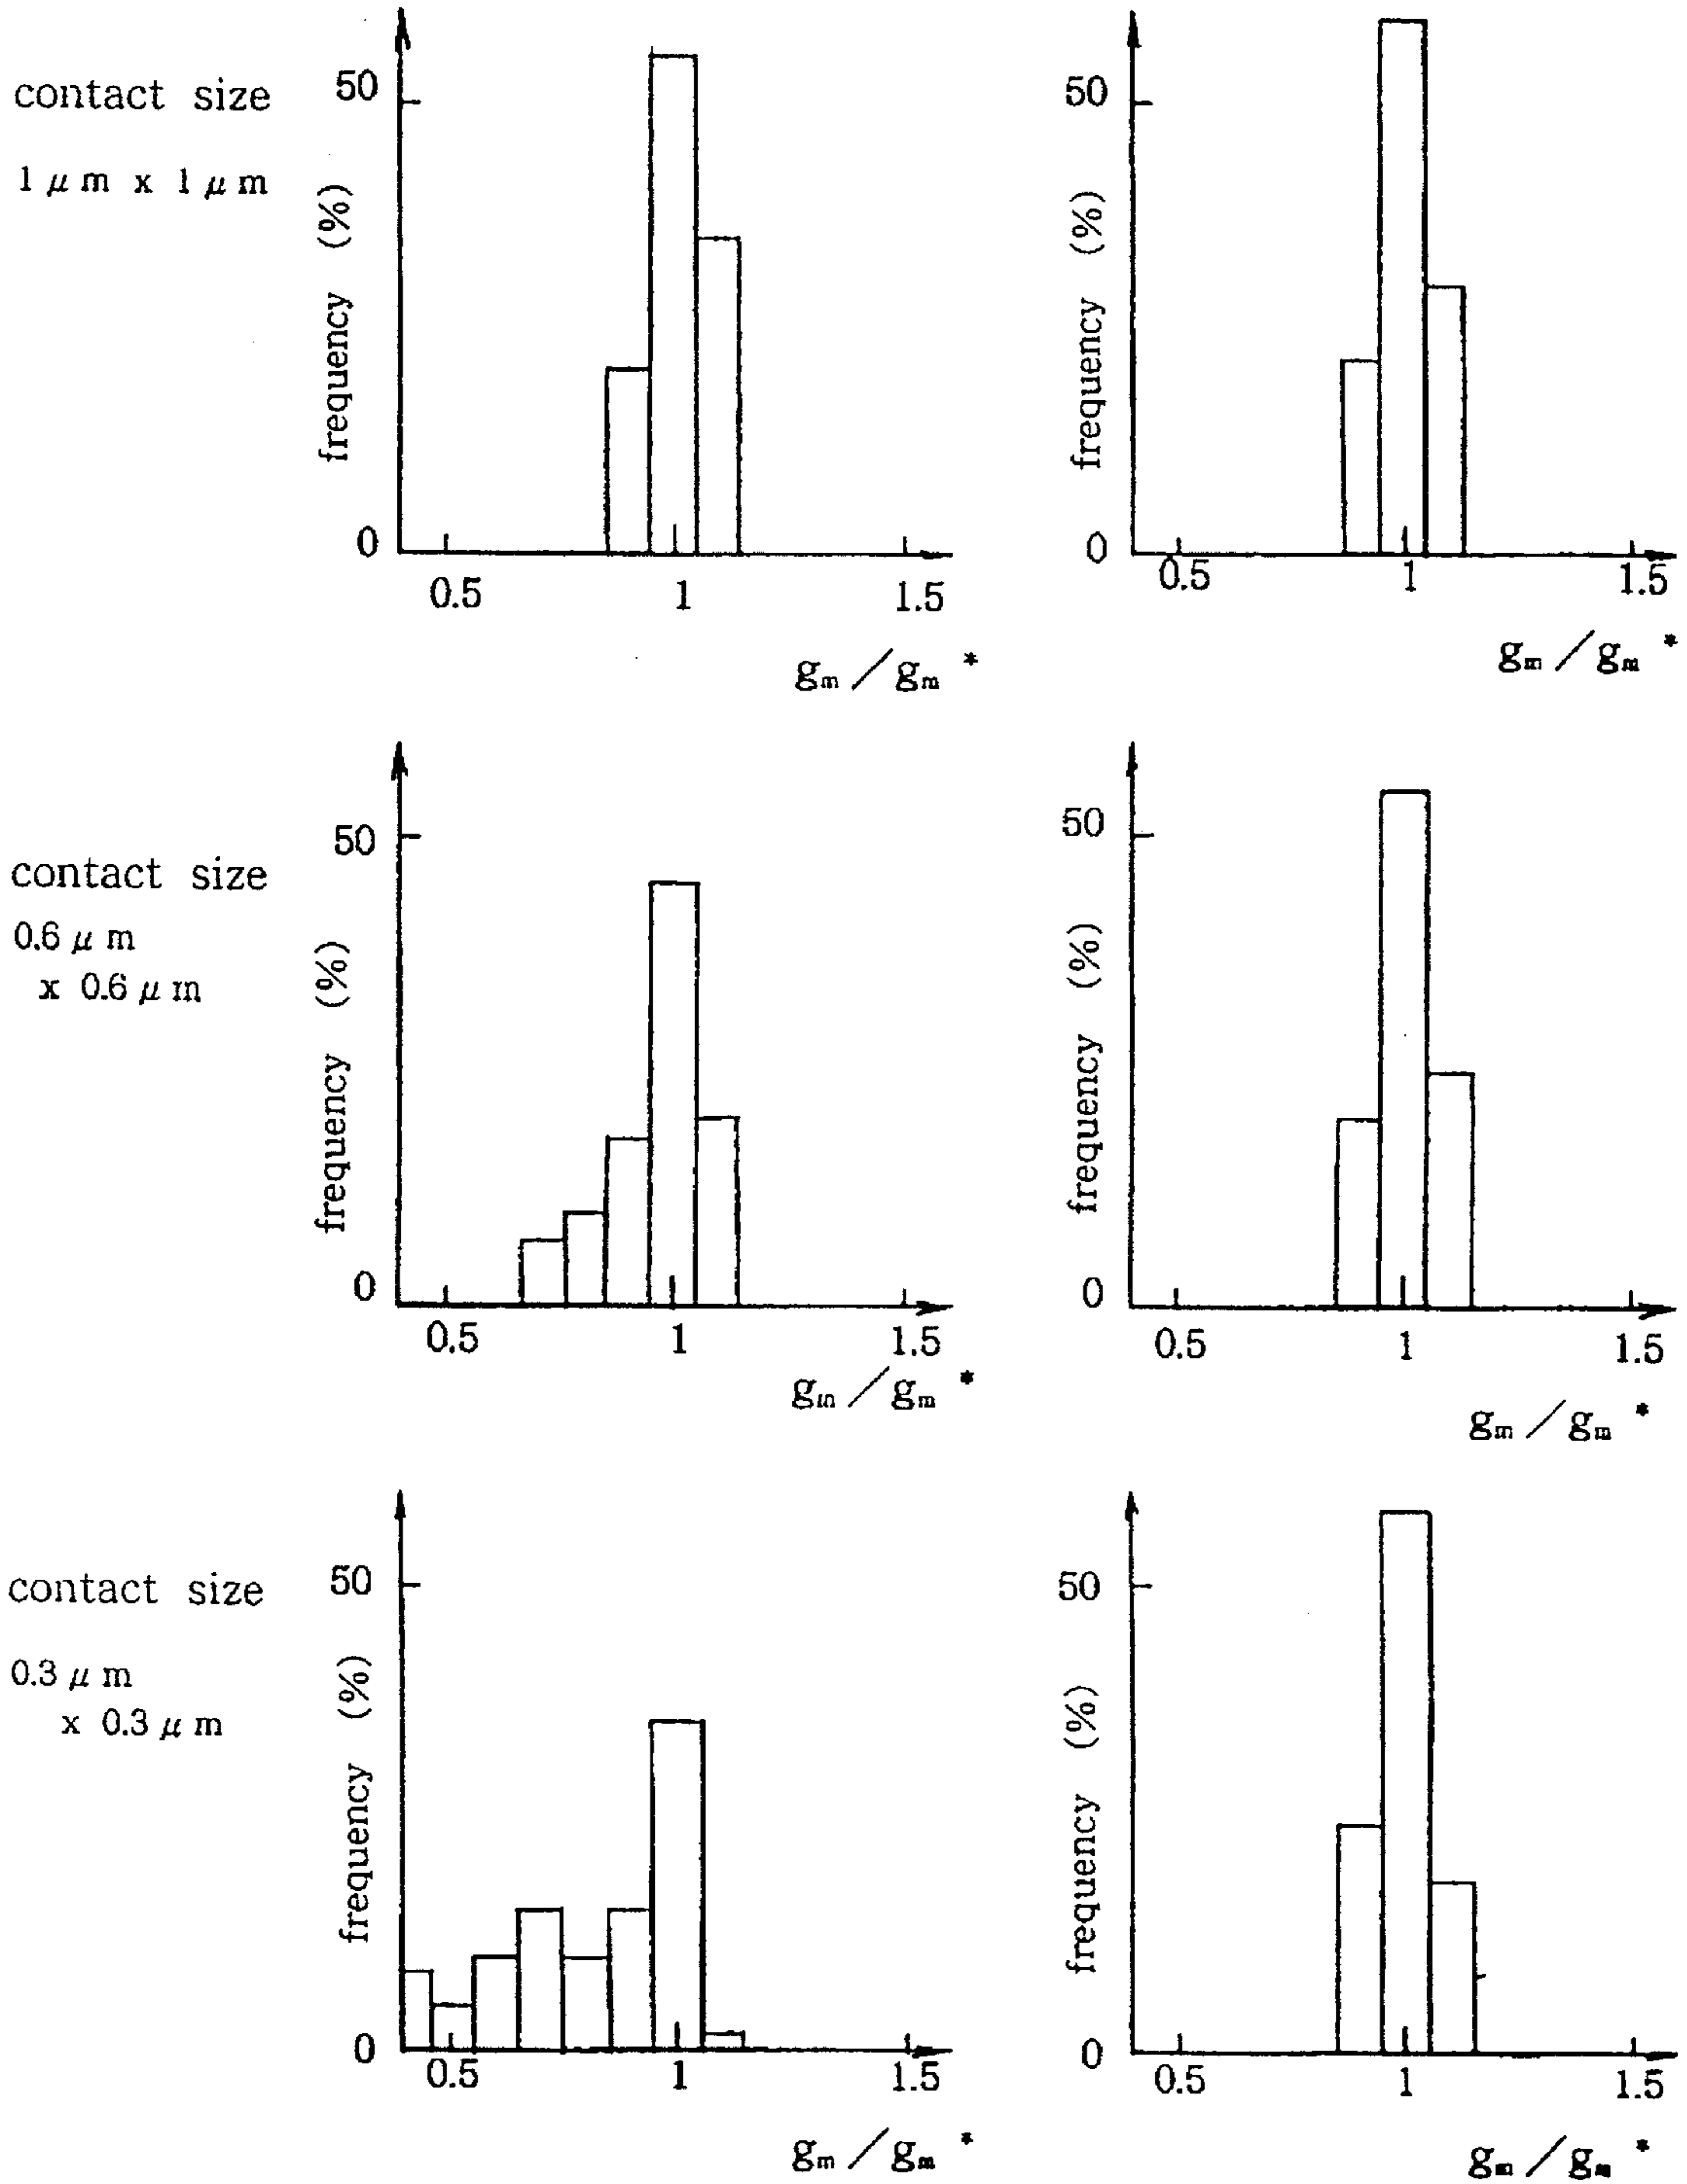 contact size
1 μm x 1 μm
50
frequency (%)
0
0.5 1 1.5
gm / gm *
50
frequency (%)
0
0.5 1 1.5
gm / gm *
contact size
0.6 μm
x 0.6 μm
50
frequency (%)
0
0.5 1 1.5
gm / gm *
50
frequency (%)
0
0.5 1 1.5
gm / gm *
contact size
0.3 μm
x 0.3 μm
50
frequency (%)
0
0.5 1 1.5
gm / gm *
50
frequency (%)
0
0.5 1 1.5
gm / gm *